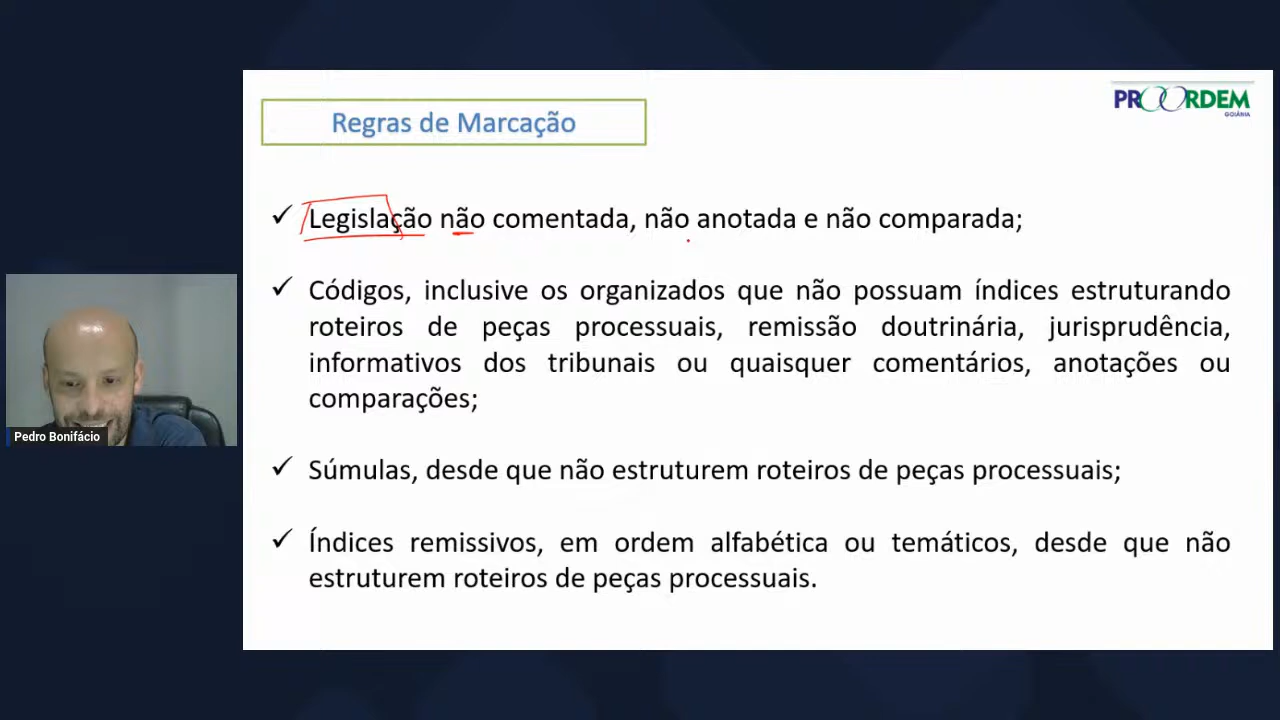 PROORDEM
GOIÂNIA
Regras de Marcação
✓ Legislação não comentada, não anotada e não comparada;
✓ Códigos, inclusive os organizados que não possuam índices estruturando
roteiros de peças processuais, remissão doutrinária, jurisprudência,
informativos dos tribunais ou quaisquer comentários, anotações ou
comparações;
✓ Súmulas, desde que não estruturem roteiros de peças processuais;
✓ Índices remissivos, em ordem alfabética ou temáticos, desde que não
estruturem roteiros de peças processuais.
Pedro Bonifácio